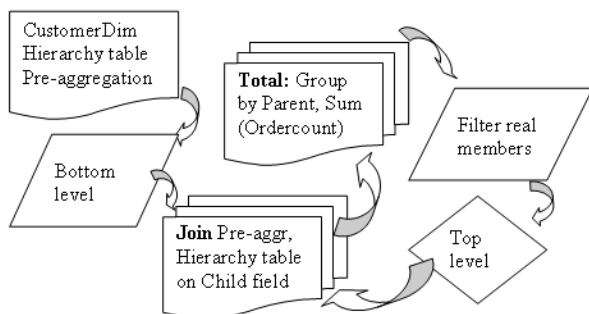 CustomerDim
Hierarchy table
Pre-aggregation
Bottom
level
Join Pre-aggr,
Hierarchy table
on Child field
Total: Group
by Parent, Sum
(Ordercount)
Filter real
members
Top
level